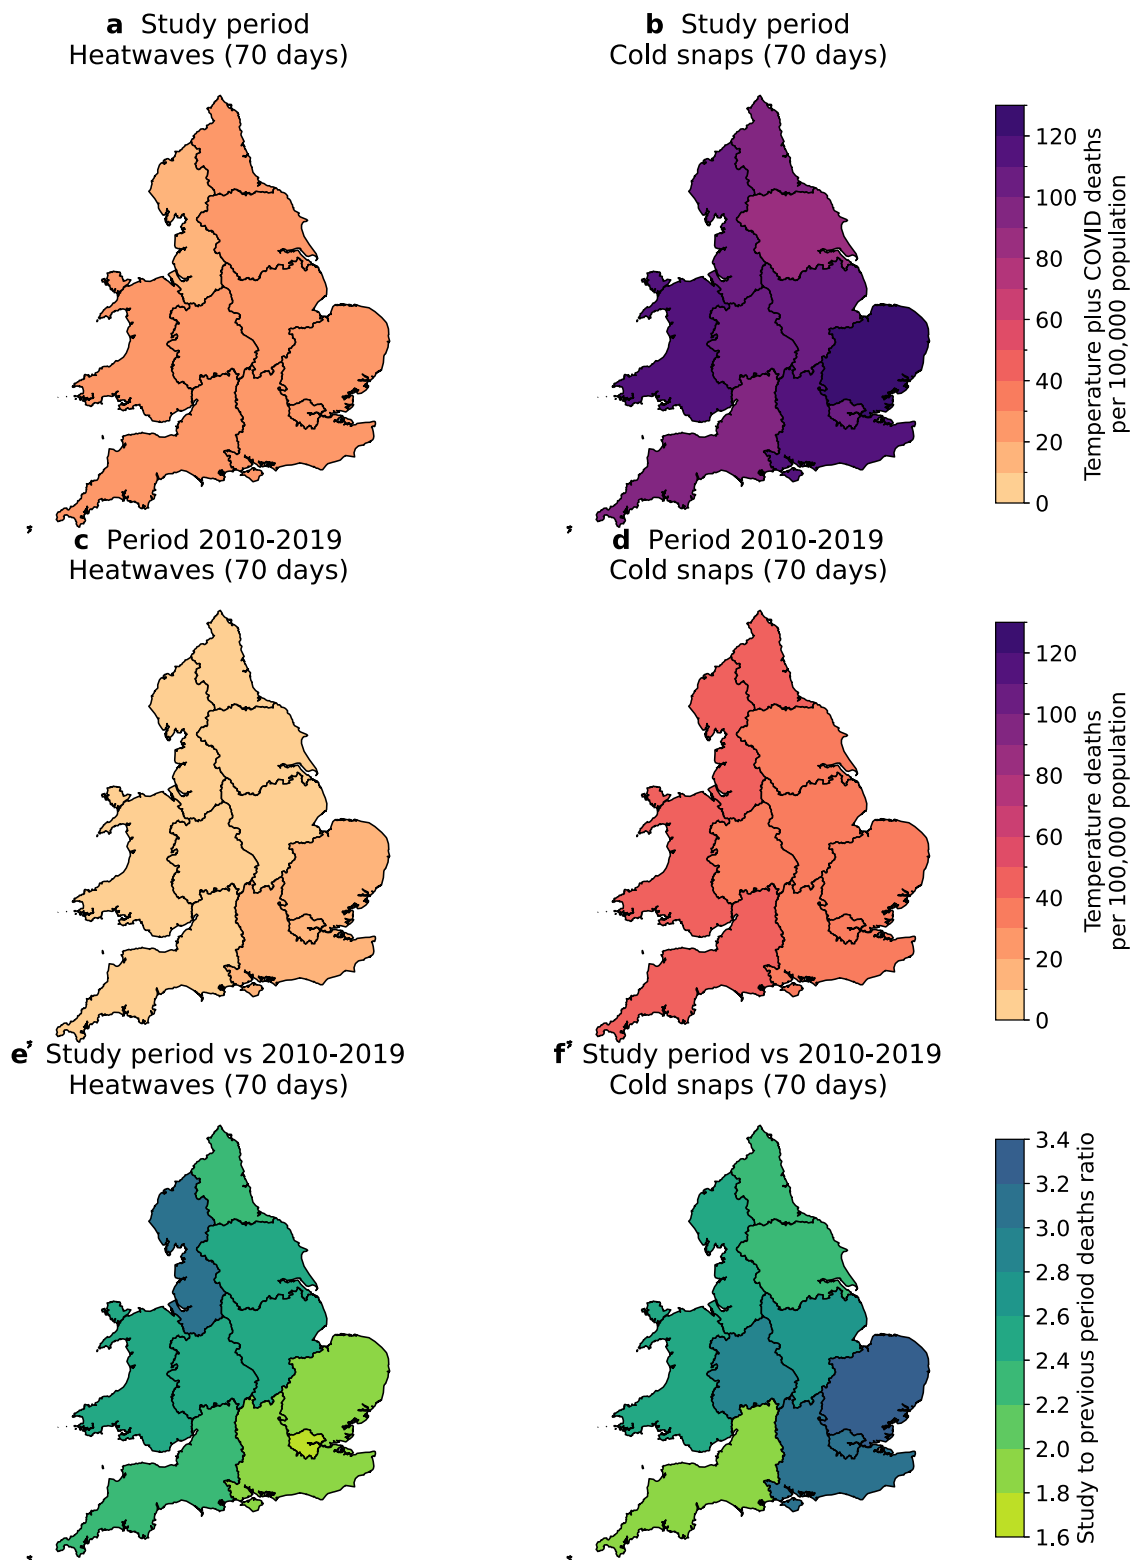 a Study period
Heatwaves (70 days)
b Study period
Cold snaps (70 days)
120
100
80
60
40
20
0
Temperature plus COVID deaths
per 100,000 population
c Period 2010-2019
Heatwaves (70 days)
d Period 2010-2019
Cold snaps (70 days)
120
100
80
60
40
20
0
Temperature deaths
per 100,000 population
e Study period vs 2010-2019
Heatwaves (70 days)
f Study period vs 2010-2019
Cold snaps (70 days)
3.4
3.2
3.0
2.8
2.6
2.4
2.2
2.0
1.8
1.6
Study to previous period deaths ratio